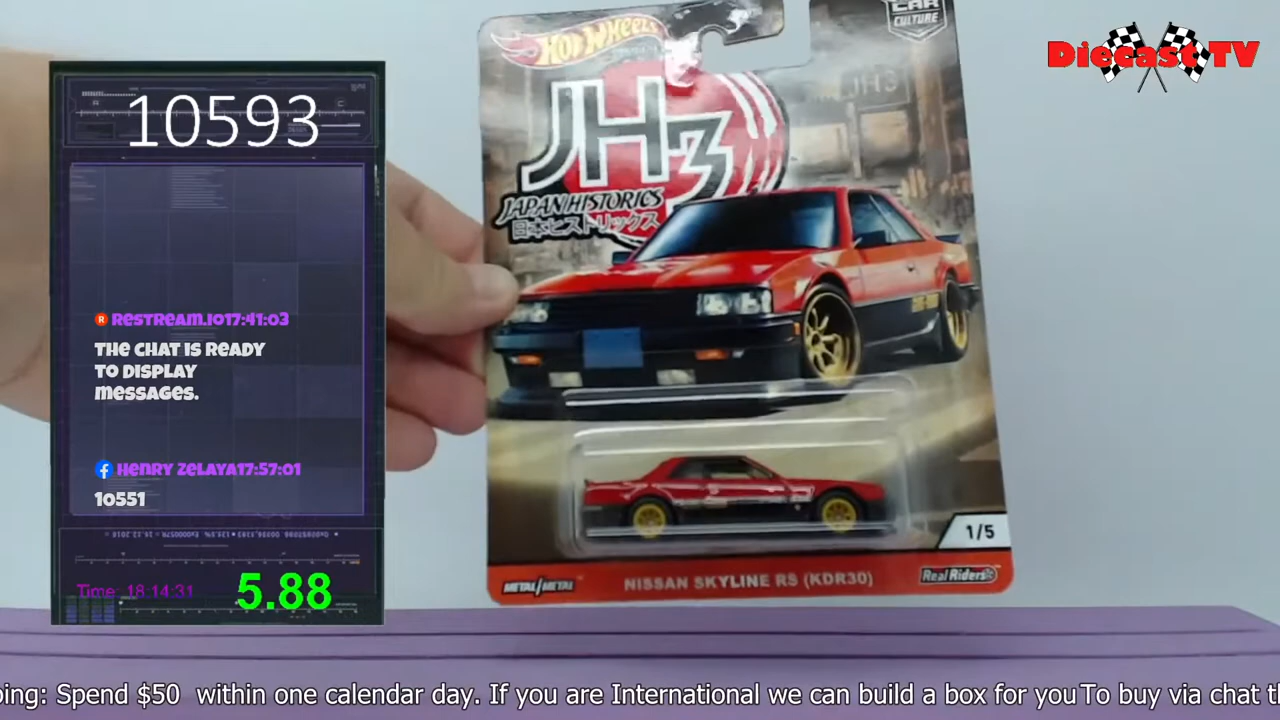 10593
Restream.io17:41:03
THE CHAT IS READY
TO DISPLAY
MESSAGES.
Henry Zelaya17:57:01
10551
Time: 18:14:31
5.88
HOT WHEELS
CAR
CULTURE
JH3
JH3
JAPAN HISTORICS
日本ヒストリックス
1/5
METAL/METAL
NISSAN SKYLINE RS (KDR30)
Real Riders
Diecast TV
ping: Spend $50 within one calendar day. If you are International we can build a box for you To buy via chat th